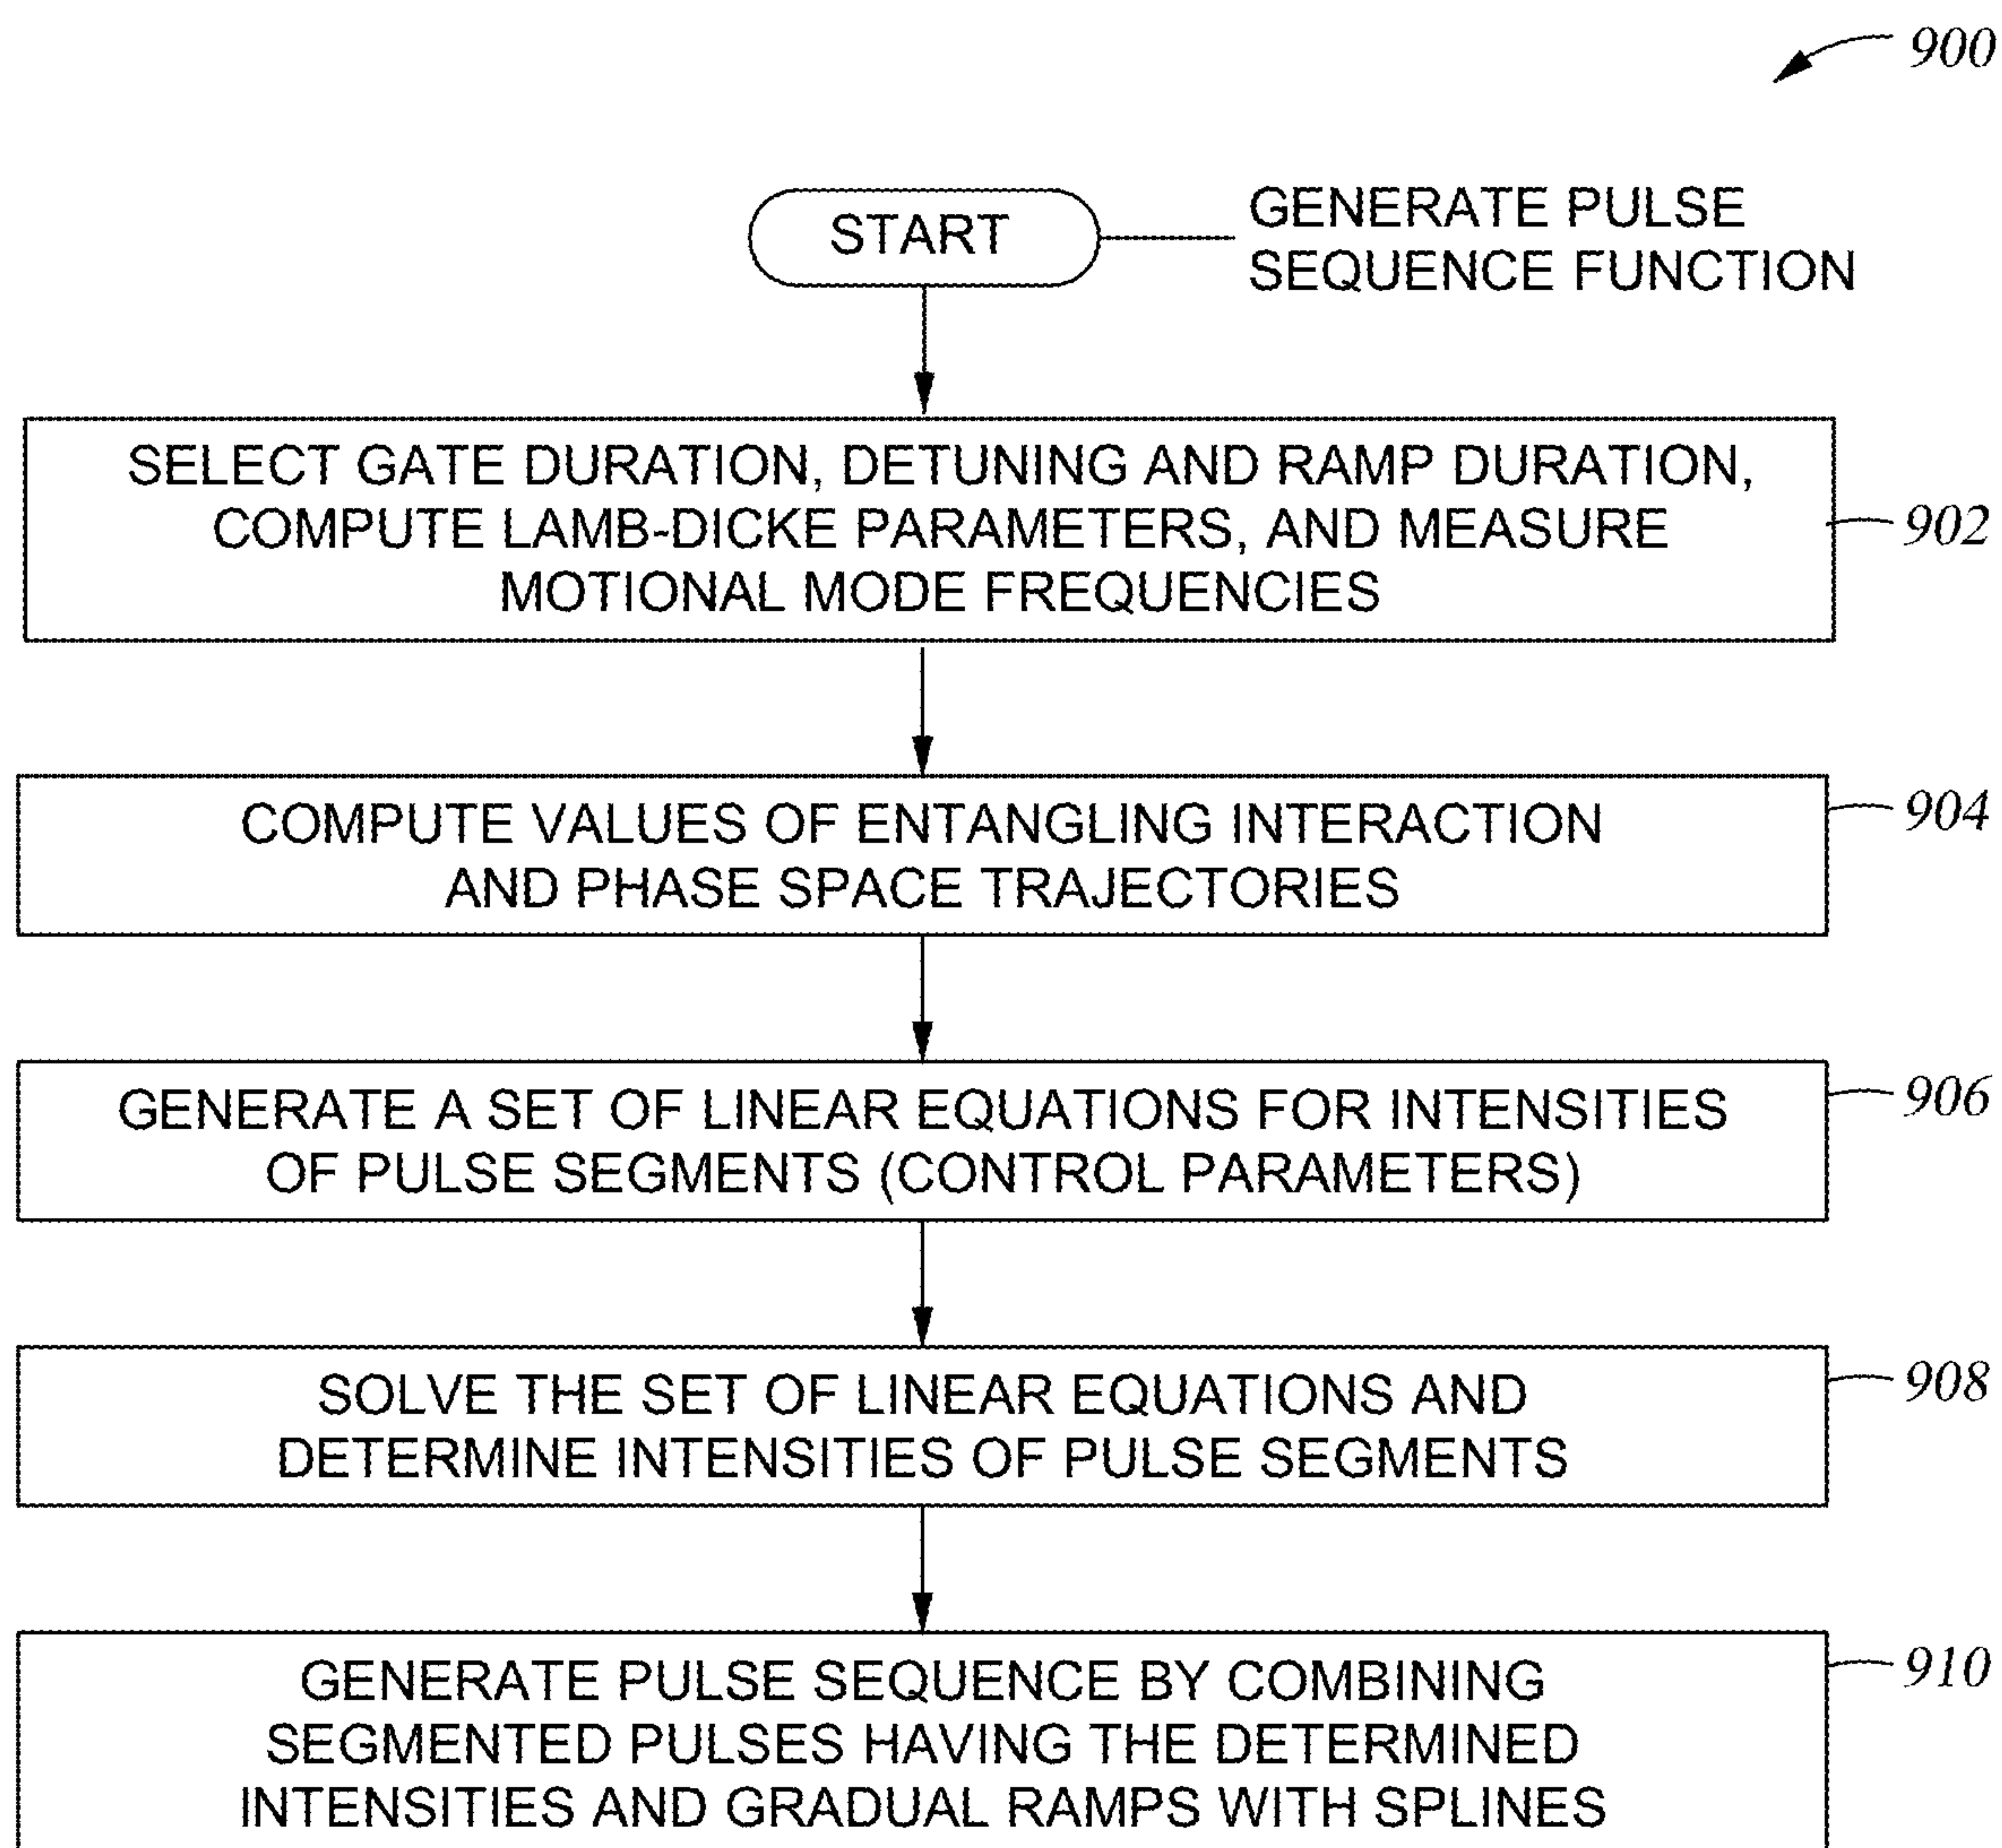 900
START
GENERATE PULSE
SEQUENCE FUNCTION
SELECT GATE DURATION, DETUNING AND RAMP DURATION,
COMPUTE LAMB-DICKE PARAMETERS, AND MEASURE
MOTIONAL MODE FREQUENCIES
902
COMPUTE VALUES OF ENTANGLING INTERACTION
AND PHASE SPACE TRAJECTORIES
904
GENERATE A SET OF LINEAR EQUATIONS FOR INTENSITIES
OF PULSE SEGMENTS (CONTROL PARAMETERS)
906
SOLVE THE SET OF LINEAR EQUATIONS AND
DETERMINE INTENSITIES OF PULSE SEGMENTS
908
GENERATE PULSE SEQUENCE BY COMBINING
SEGMENTED PULSES HAVING THE DETERMINED
INTENSITIES AND GRADUAL RAMPS WITH SPLINES
910